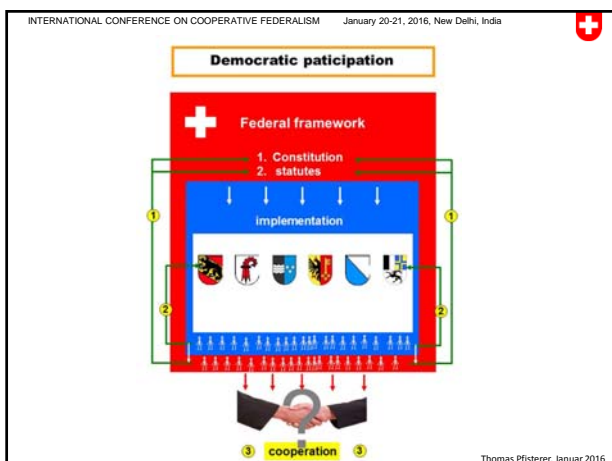 INTERNATIONAL CONFERENCE ON COOPERATIVE FEDERALISM January 20-21, 2016, New Delhi, India
Democratic paticipation
Federal framework
1. Constitution
2. statutes
1
1
implementation
2
2
?
3 cooperation 3
Thomas Pfisterer, Januar 2016